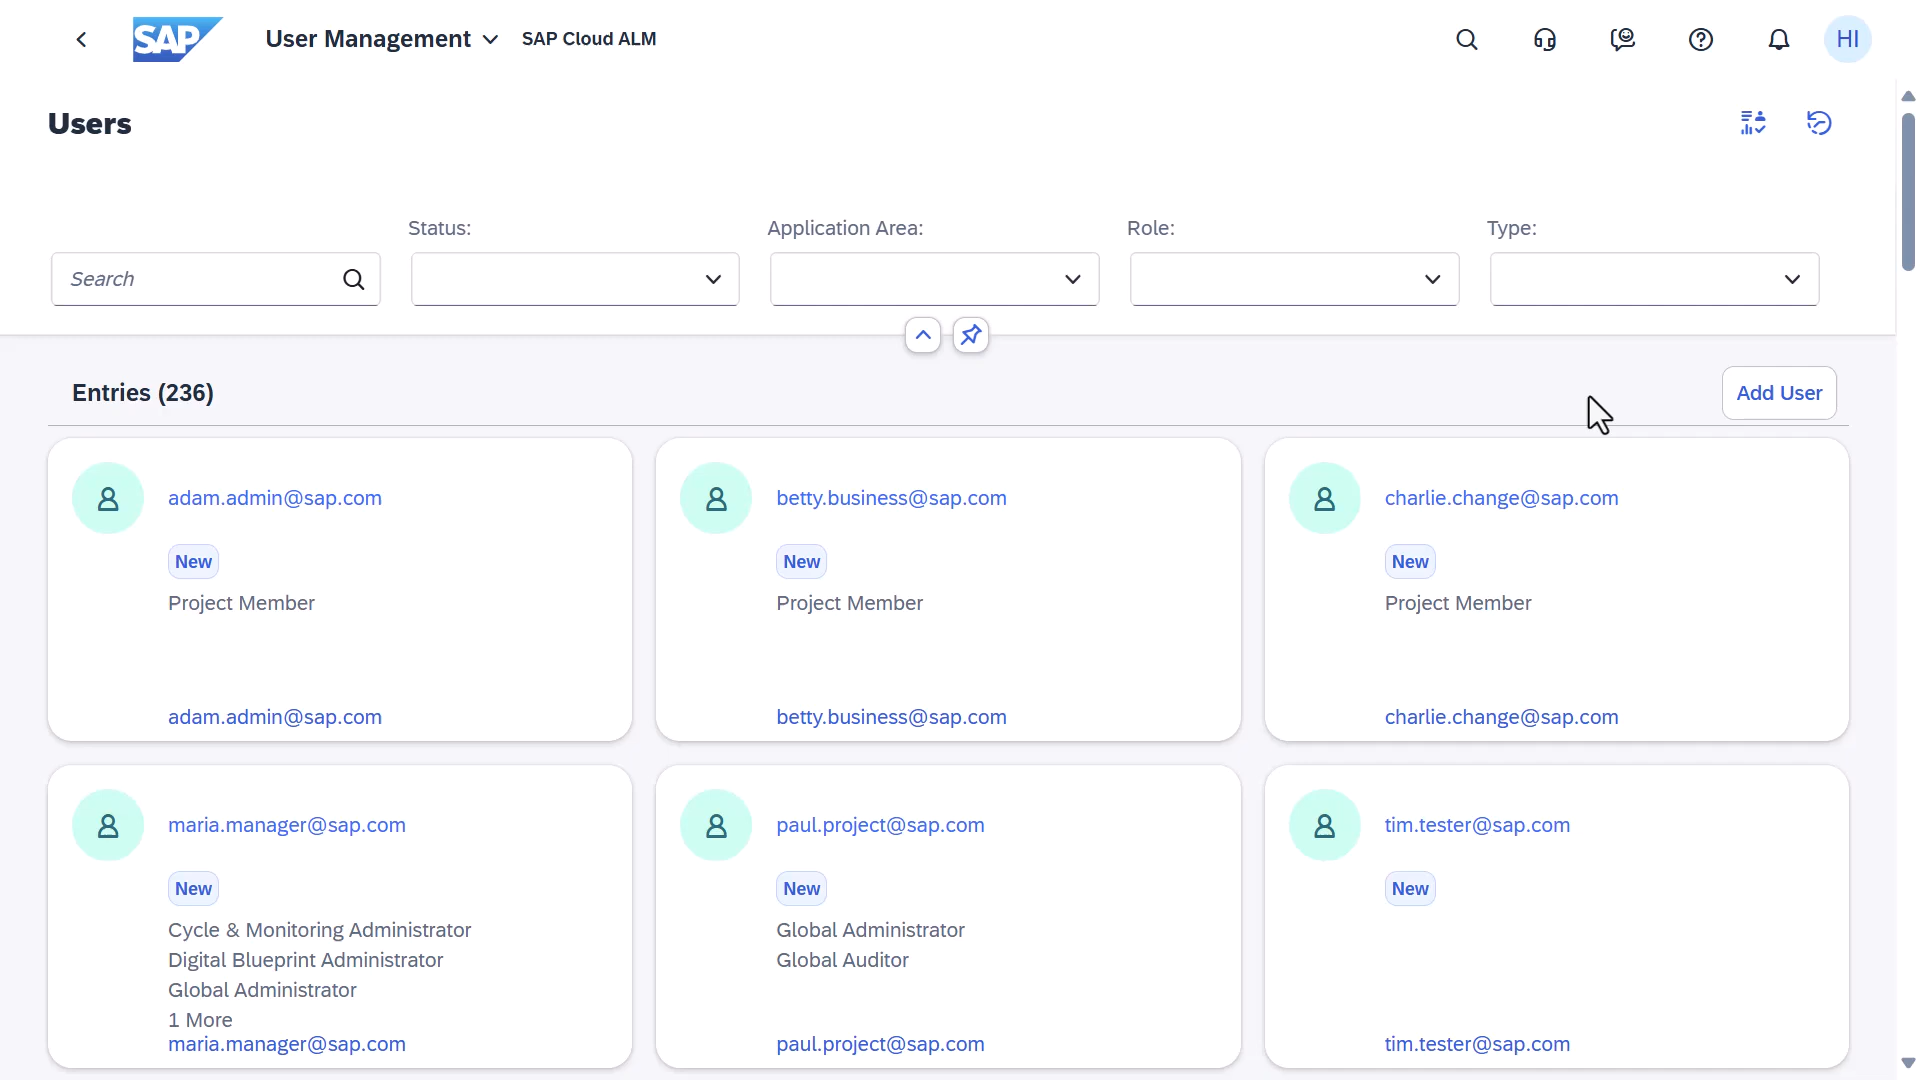 SAP
User Management
SAP Cloud ALM
HI
Users
Status:
Application Area:
Role:
Type:
Search
Entries (236)
Add User
adam.admin@sap.com
New
Project Member
adam.admin@sap.com
betty.business@sap.com
New
Project Member
betty.business@sap.com
charlie.change@sap.com
New
Project Member
charlie.change@sap.com
maria.manager@sap.com
New
Cycle & Monitoring Administrator
Digital Blueprint Administrator
Global Administrator
1 More
maria.manager@sap.com
paul.project@sap.com
New
Global Administrator
Global Auditor
paul.project@sap.com
tim.tester@sap.com
New
tim.tester@sap.com